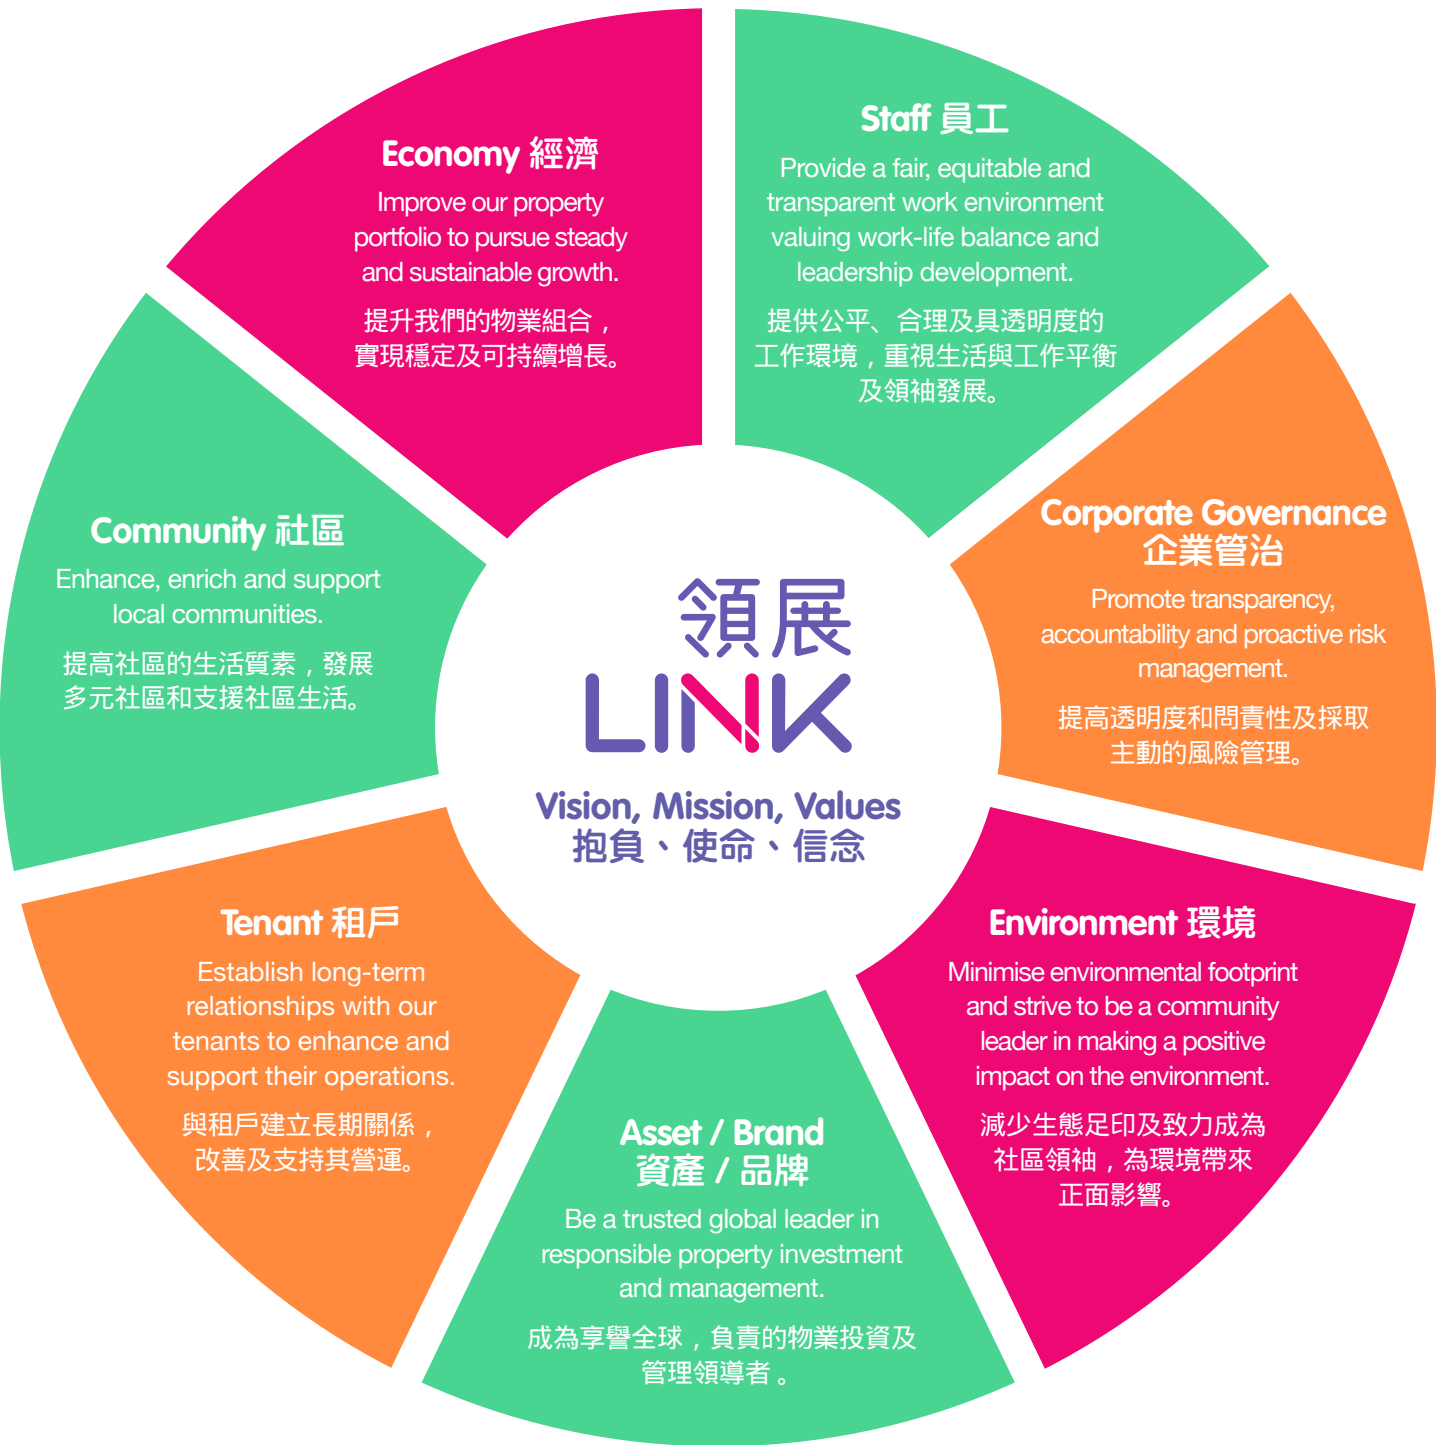 Economy 經濟
Improve our property
portfolio to pursue steady
and sustainable growth.
提升我們的物業組合，
實現穩定及可持續增長。
Staff 員工
Provide a fair, equitable and
transparent work environment
valuing work-life balance and
leadership development.
提供公平、合理及具透明度的
工作環境，重視生活與工作平衡
及領袖發展。
Corporate Governance
企業管治
Promote transparency,
accountability and proactive risk
management.
提高透明度和問責性及採取
主動的風險管理。
Environment 環境
Minimise environmental footprint
and strive to be a community
leader in making a positive
impact on the environment.
減少生態足印及致力成為
社區領袖，為環境帶來
正面影響。
Asset / Brand
資產 / 品牌
Be a trusted global leader in
responsible property investment
and management.
成為享譽全球，負責的物業投資及
管理領導者。
Tenant 租戶
Establish long-term
relationships with our
tenants to enhance and
support their operations.
與租戶建立長期關係，
改善及支持其營運。
Community 社區
Enhance, enrich and support
local communities.
提高社區的生活質素，發展
多元社區和支援社區生活。
領展
LINK
Vision, Mission, Values
抱負、使命、信念